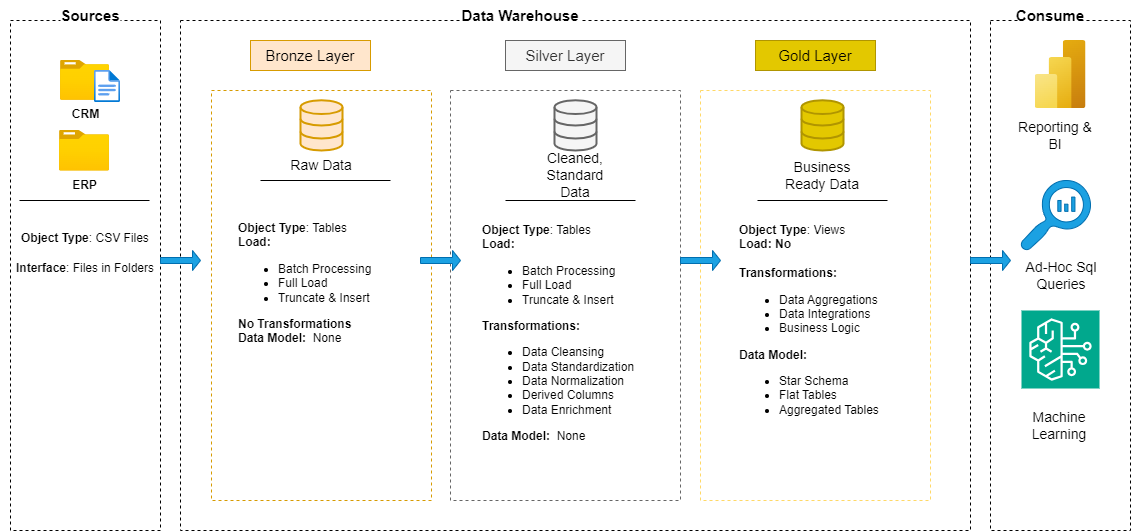 Sources
CRM
ERP
Object Type: CSV Files
Interface: Files in Folders
Data Warehouse
Bronze Layer
Raw Data
Object Type: Tables
Load:
Batch Processing
Full Load
Truncate & Insert
No Transformations
Data Model:  None
Silver Layer
Cleaned,
Standard
Data
Object Type: Tables
Load:
Batch Processing
Full Load
Truncate & Insert
Transformations:
Data Cleansing
Data Standardization
Data Normalization
Derived Columns
Data Enrichment
Data Model:  None
Gold Layer
Business
Ready Data
Object Type: Views
Load: No
Transformations:
Data Aggregations
Data Integrations
Business Logic
Data Model:
Star Schema
Flat Tables
Aggregated Tables
Consume
Reporting &
BI
Ad-Hoc Sql
Queries
Machine
Learning